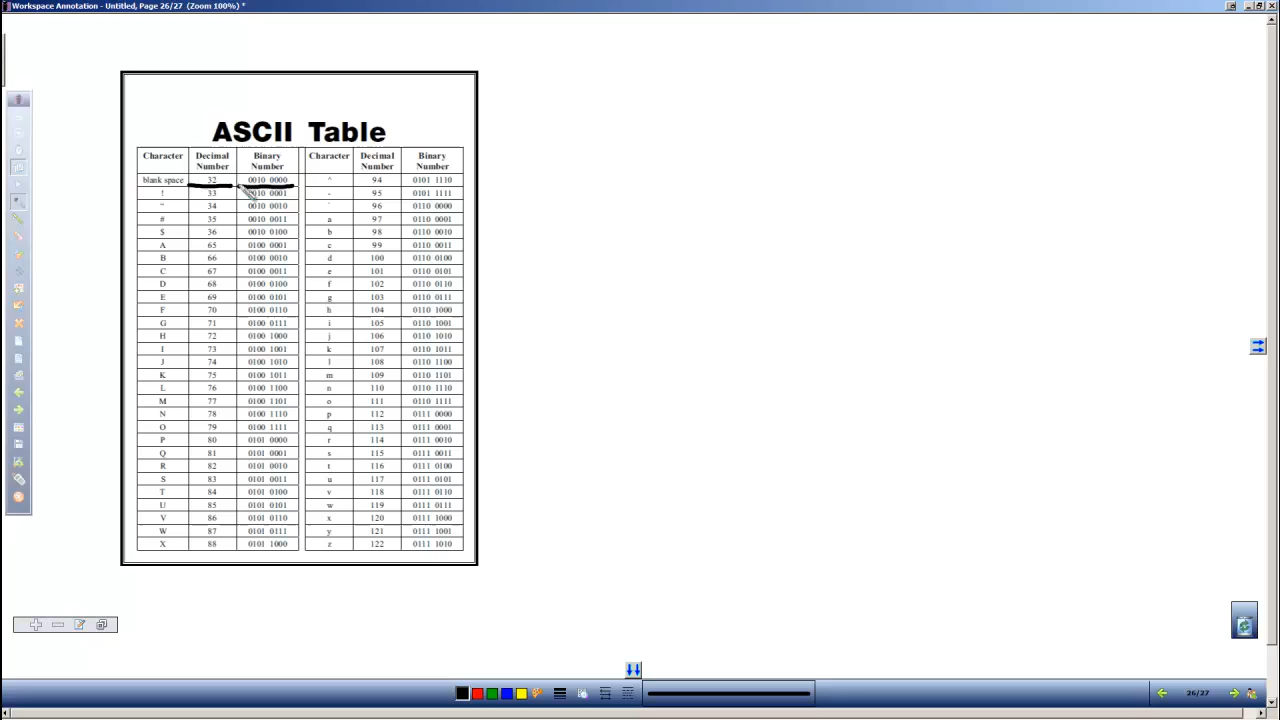 Workspace Annotation - Untitled, Page 26/27 (Zoom 100%) *
ASCII Table
Character Decimal Number Binary Number Character Decimal Number Binary Number
blank space 32 0010 0000 ^ 94 0101 1110
! 33 0010 0001 - 95 0101 1111
" 34 0010 0010 ` 96 0110 0000
# 35 0010 0011 a 97 0110 0001
$ 36 0010 0100 b 98 0110 0010
A 65 0100 0001 c 99 0110 0011
B 66 0100 0010 d 100 0110 0100
C 67 0100 0011 e 101 0110 0101
D 68 0100 0100 f 102 0110 0110
E 69 0100 0101 g 103 0110 0111
F 70 0100 0110 h 104 0110 1000
G 71 0100 0111 i 105 0110 1001
H 72 0100 1000 j 106 0110 1010
I 73 0100 1001 k 107 0110 1011
J 74 0100 1010 l 108 0110 1100
K 75 0100 1011 m 109 0110 1101
L 76 0100 1100 n 110 0110 1110
M 77 0100 1101 o 111 0110 1111
N 78 0100 1110 p 112 0111 0000
O 79 0100 1111 q 113 0111 0001
P 80 0101 0000 r 114 0111 0010
Q 81 0101 0001 s 115 0111 0011
R 82 0101 0010 t 116 0111 0100
S 83 0101 0011 u 117 0111 0101
T 84 0101 0100 v 118 0111 0110
U 85 0101 0101 w 119 0111 0111
V 86 0101 0110 x 120 0111 1000
W 87 0101 0111 y 121 0111 1001
X 88 0101 1000 z 122 0111 1010
26/27